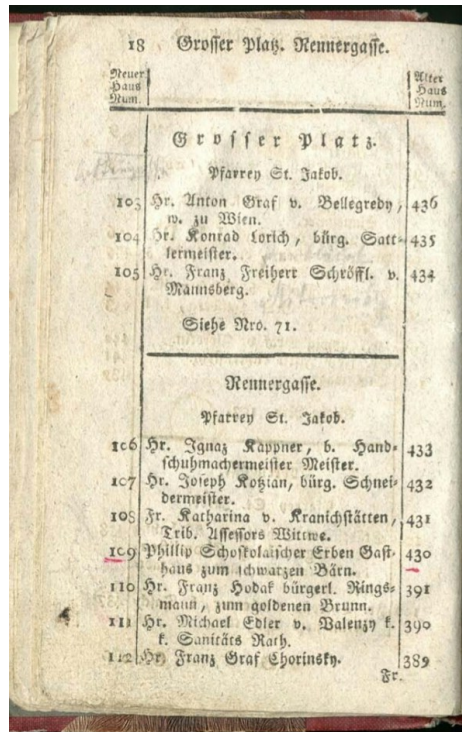 18 Grosser Platz. Rennergasse.
Neuer Haus Num.
Alter Haus Num.
Grosser Platz.
Pfarrey St. Jakob.
103 Hr. Anton Graf v. Bellegredy, 436
w. zu Wien.
104 Hr. Konrad Lorich, bürg. Satt= 435
lermeister.
105 Hr. Franz Freiherr Schröffl. v. 434
Mannsberg.
Siehe Nro. 71.
Rennergasse.
Pfarrey St. Jakob.
106 Hr. Ignaz Käppner, b. Hand= 433
schuhmachermeister Meister.
107 Hr. Joseph Kotzian, bürg. Schnei= 432
dermeister.
108 Fr. Katharina v. Kranichstätten, 431
Trib. Assessors Wittwe.
109 Phillip Schoskolaischer Erben Gast= 430
haus zum schwarzen Bärn.
110 Hr. Franz Hodak bürgerl. Rings= 391
mann, zum goldenen Brunn.
111 Hr. Michael Edler v. Valenzy k. 390
k. Sanitäts Rath.
112 Hr. Franz Graf Chorinsky. 389
Fr.